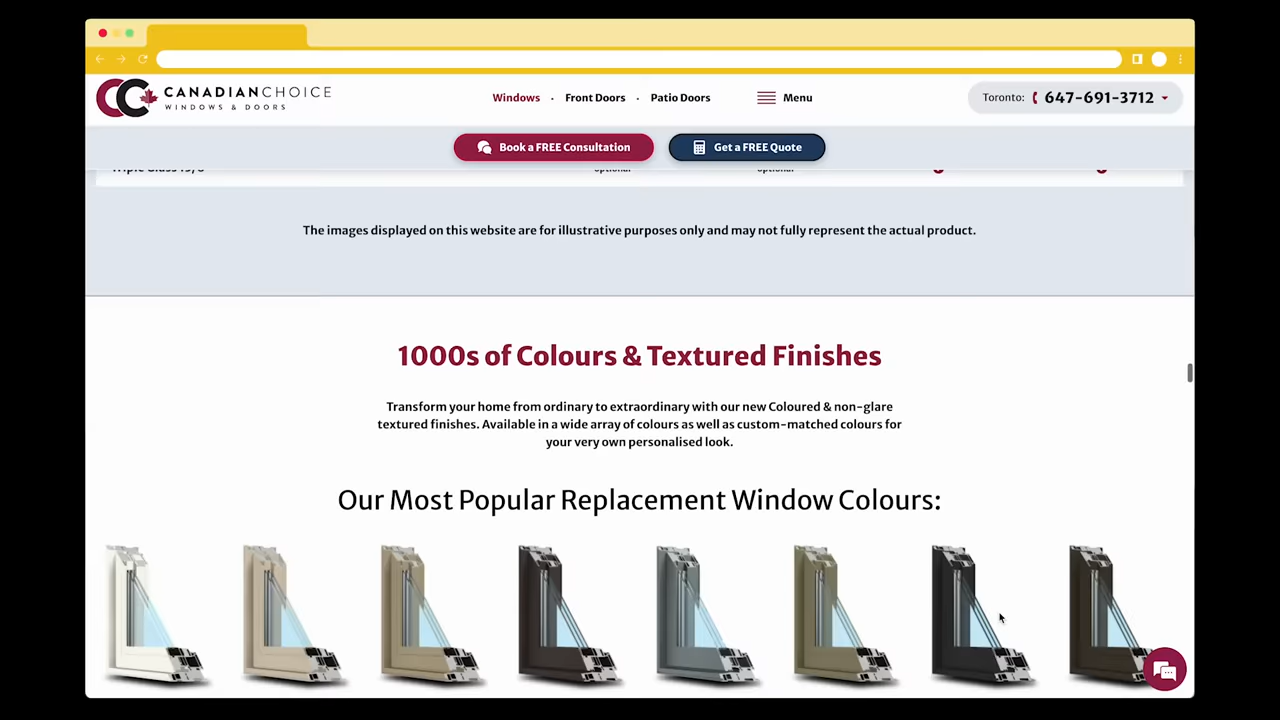 CANADIANCHOICE
WINDOWS & DOORS
Windows · Front Doors · Patio Doors
Menu
Toronto: 647-691-3712
Book a FREE Consultation
Get a FREE Quote
optional
optional
The images displayed on this website are for illustrative purposes only and may not fully represent the actual product.
1000s of Colours & Textured Finishes
Transform your home from ordinary to extraordinary with our new Coloured & non-glare
textured finishes. Available in a wide array of colours as well as custom-matched colours for
your very own personalised look.
Our Most Popular Replacement Window Colours: